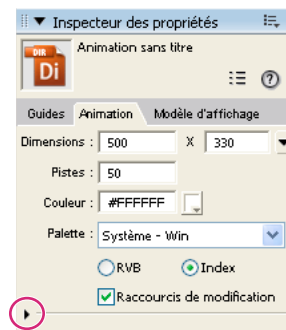 Inspecteur des propriétés
DIR
Di
Animation sans titre
Guides Animation Modèle d'affichage
Dimensions : 500 X 330
Pistes : 50
Couleur : #FFFFFF
Palette : Système - Win
RVB Index
Raccourcis de modification